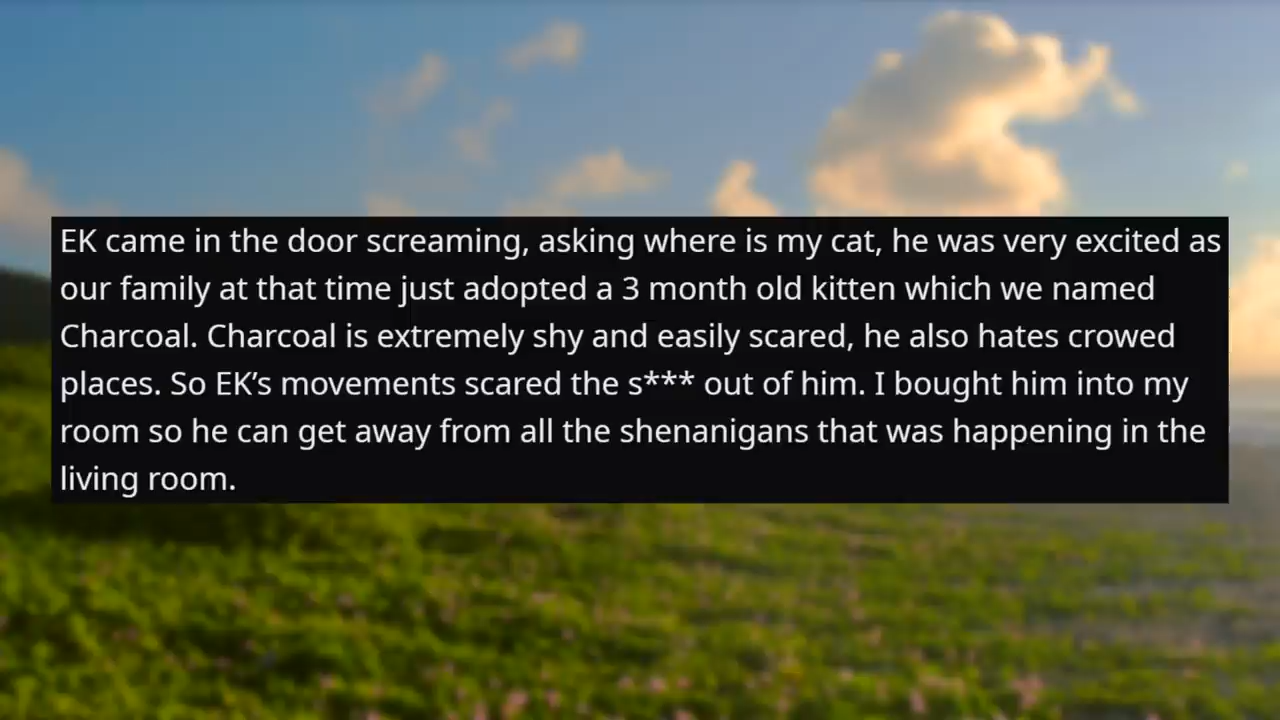 EK came in the door screaming, asking where is my cat, he was very excited as
our family at that time just adopted a 3 month old kitten which we named
Charcoal. Charcoal is extremely shy and easily scared, he also hates crowed
places. So EK’s movements scared the s*** out of him. I bought him into my
room so he can get away from all the shenanigans that was happening in the
living room.